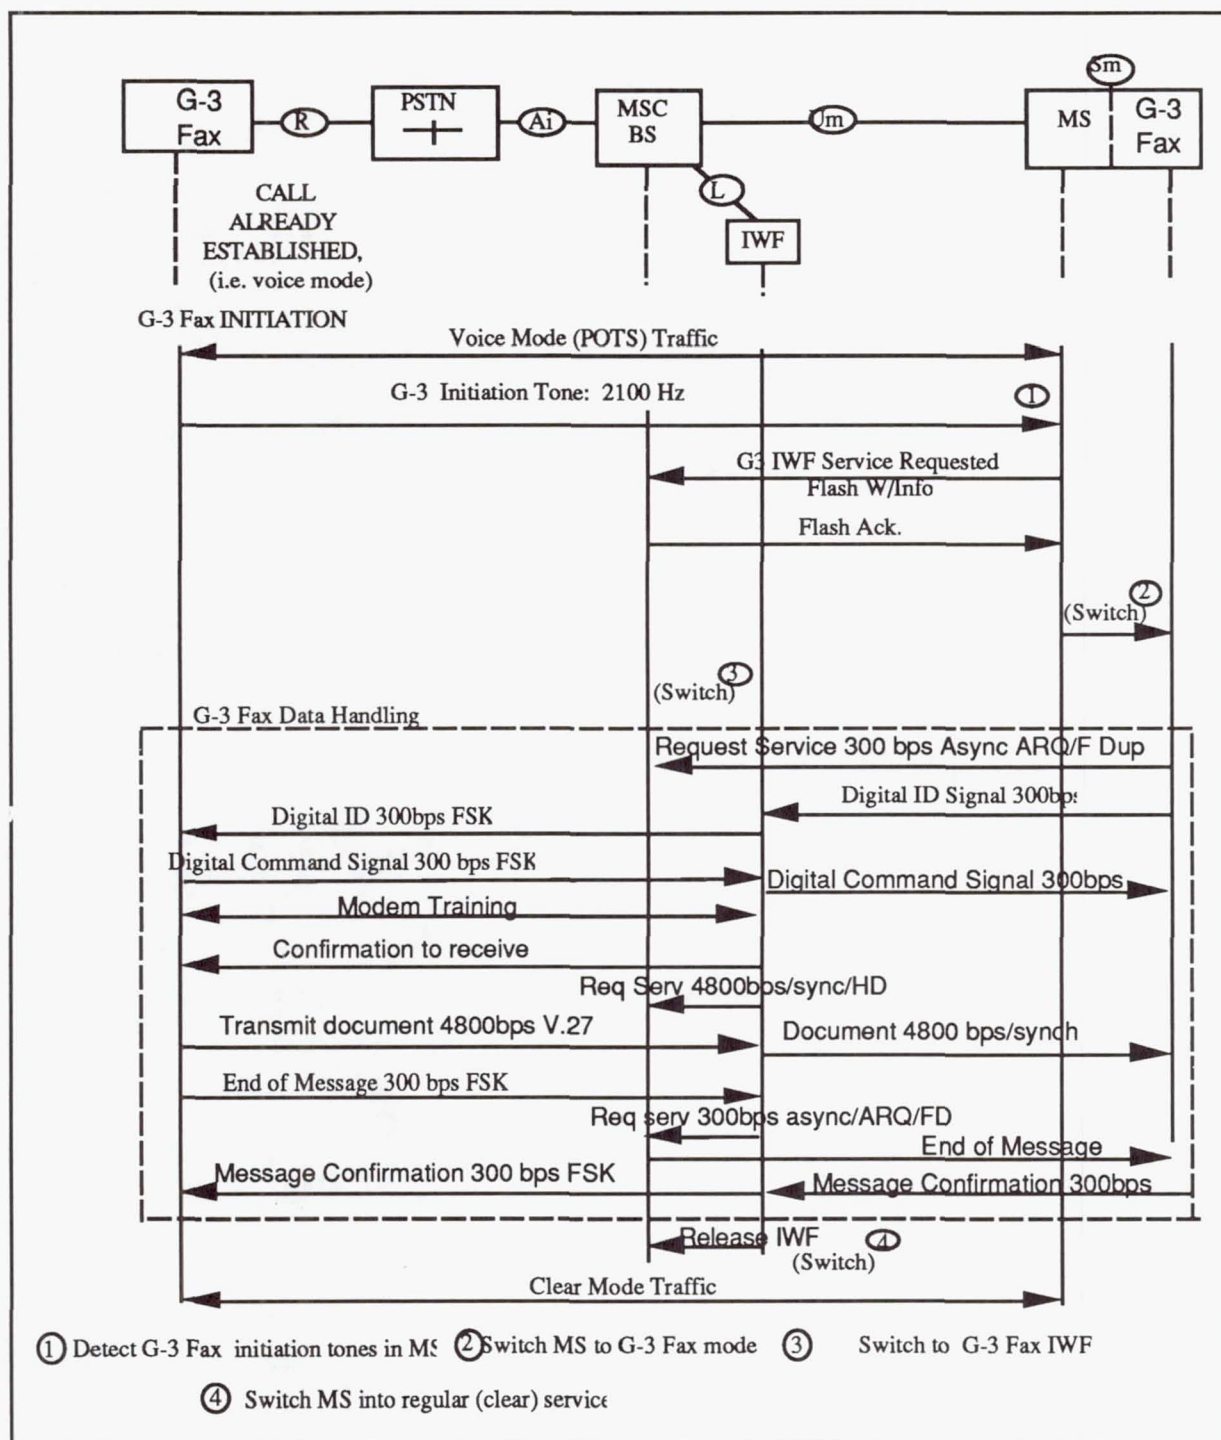 Sm
G-3
Fax
R
PSTN
Ai
MSC
BS
Um
MS
G-3
Fax
L
IWF
CALL
ALREADY
ESTABLISHED,
(i.e. voice mode)
G-3 Fax INITIATION
Voice Mode (POTS) Traffic
G-3 Initiation Tone: 2100 Hz
1
G3 IWF Service Requested
Flash W/Info
Flash Ack.
2
(Switch)
3
(Switch)
G-3 Fax Data Handling
Request Service 300 bps Async ARQ/F Dup
Digital ID Signal 300bps
Digital ID 300bps FSK
Digital Command Signal 300 bps FSK
Digital Command Signal 300bps
Modem Training
Confirmation to receive
Req Serv 4800bps/sync/HD
Transmit document 4800bps V.27
Document 4800 bps/synch
End of Message 300 bps FSK
Req serv 300bps async/ARQ/FD
End of Message
Message Confirmation 300 bps FSK
Message Confirmation 300bps
Release IWF
4
(Switch)
Clear Mode Traffic
1 Detect G-3 Fax initiation tones in MS 2 Switch MS to G-3 Fax mode 3 Switch to G-3 Fax IWF
4 Switch MS into regular (clear) service